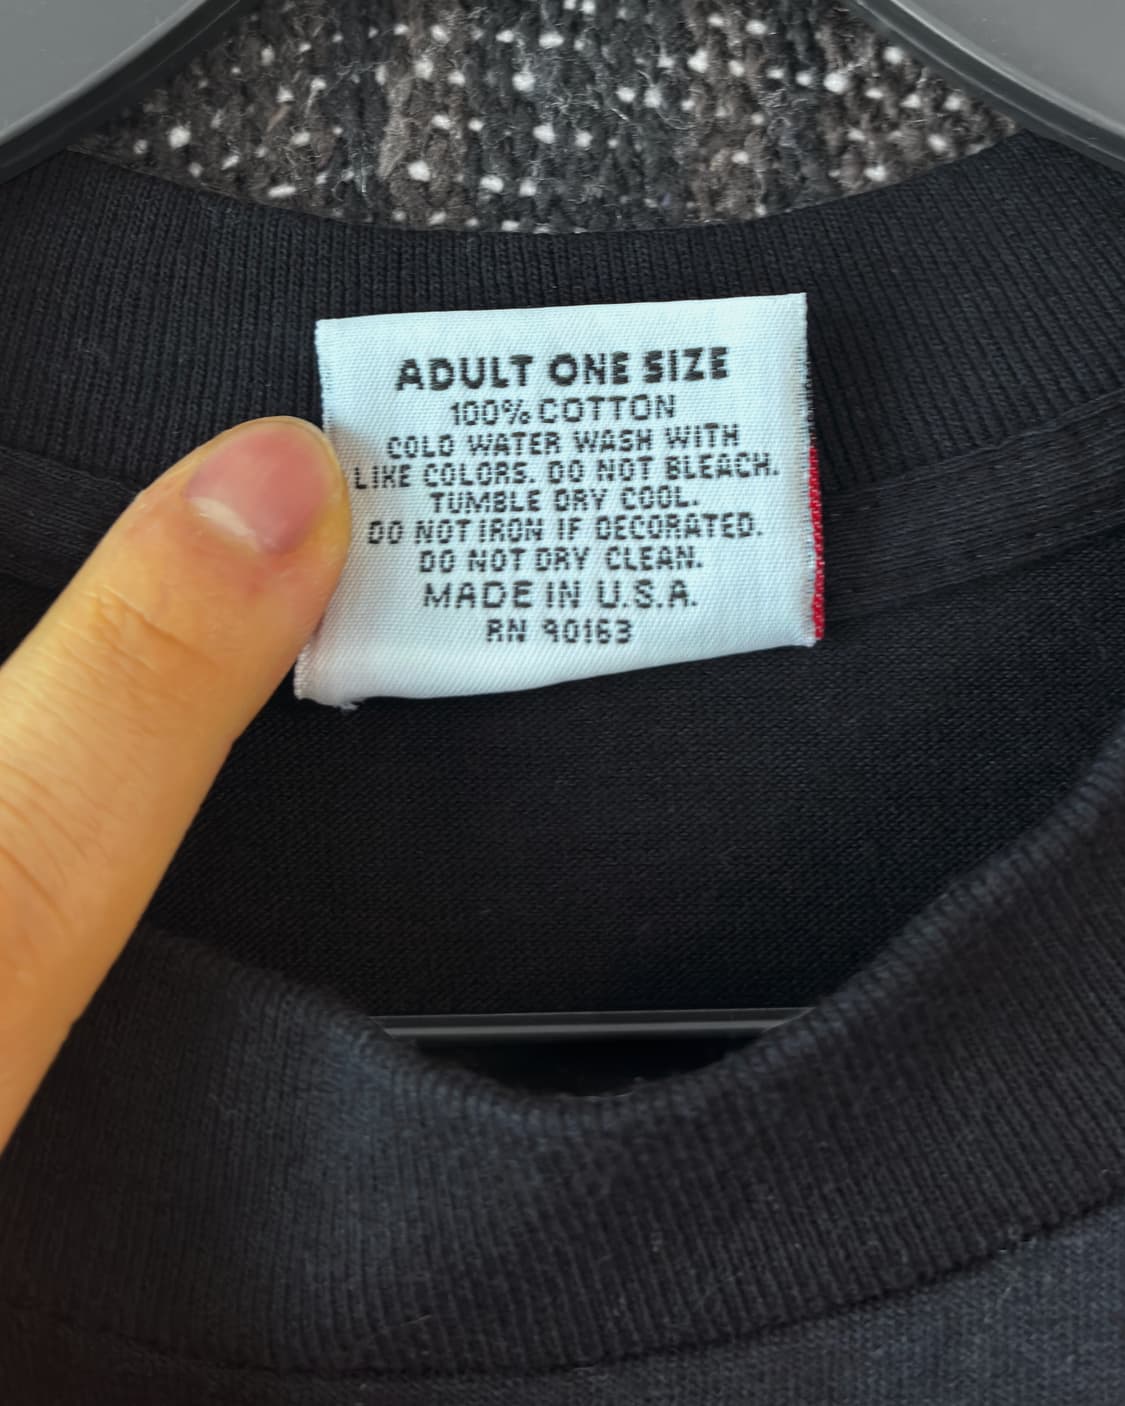 ADULT ONE SIZE
100% COTTON
COLD WATER WASH WITH
LIKE COLORS. DO NOT BLEACH.
TUMBLE DRY COOL.
DO NOT IRON IF DECORATED.
DO NOT DRY CLEAN.
MADE IN U.S.A.
RN 90163